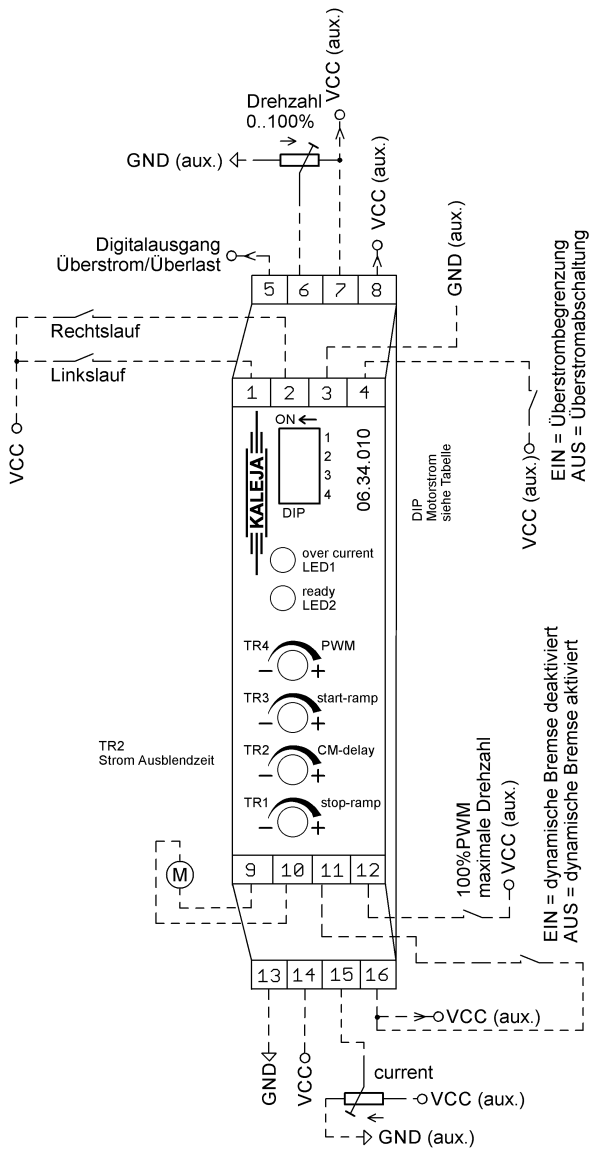 Drehzahl
0..100%
VCC (aux.)
GND (aux.)
VCC (aux.)
Digitalausgang
Überstrom/Überlast
GND (aux.)
5 6 7 8
Rechtslauf
Linkslauf
VCC
1 2 3 4
EIN = Überstrombegrenzung
AUS = Überstromabschaltung
VCC (aux.)
KALEJA
ON
1
2
3
4
DIP
06.34.010
DIP
Motorstrom
siehe Tabelle
over current
LED1
ready
LED2
TR4 PWM
− +
TR3 start-ramp
− +
TR2 CM-delay
− +
TR1 stop-ramp
− +
TR2
Strom Ausblendzeit
M
9 10 11 12
100%PWM
maximale Drehzahl
VCC (aux.)
EIN = dynamische Bremse deaktiviert
AUS = dynamische Bremse aktiviert
13 14 15 16
GND
VCC
VCC (aux.)
current
VCC (aux.)
GND (aux.)